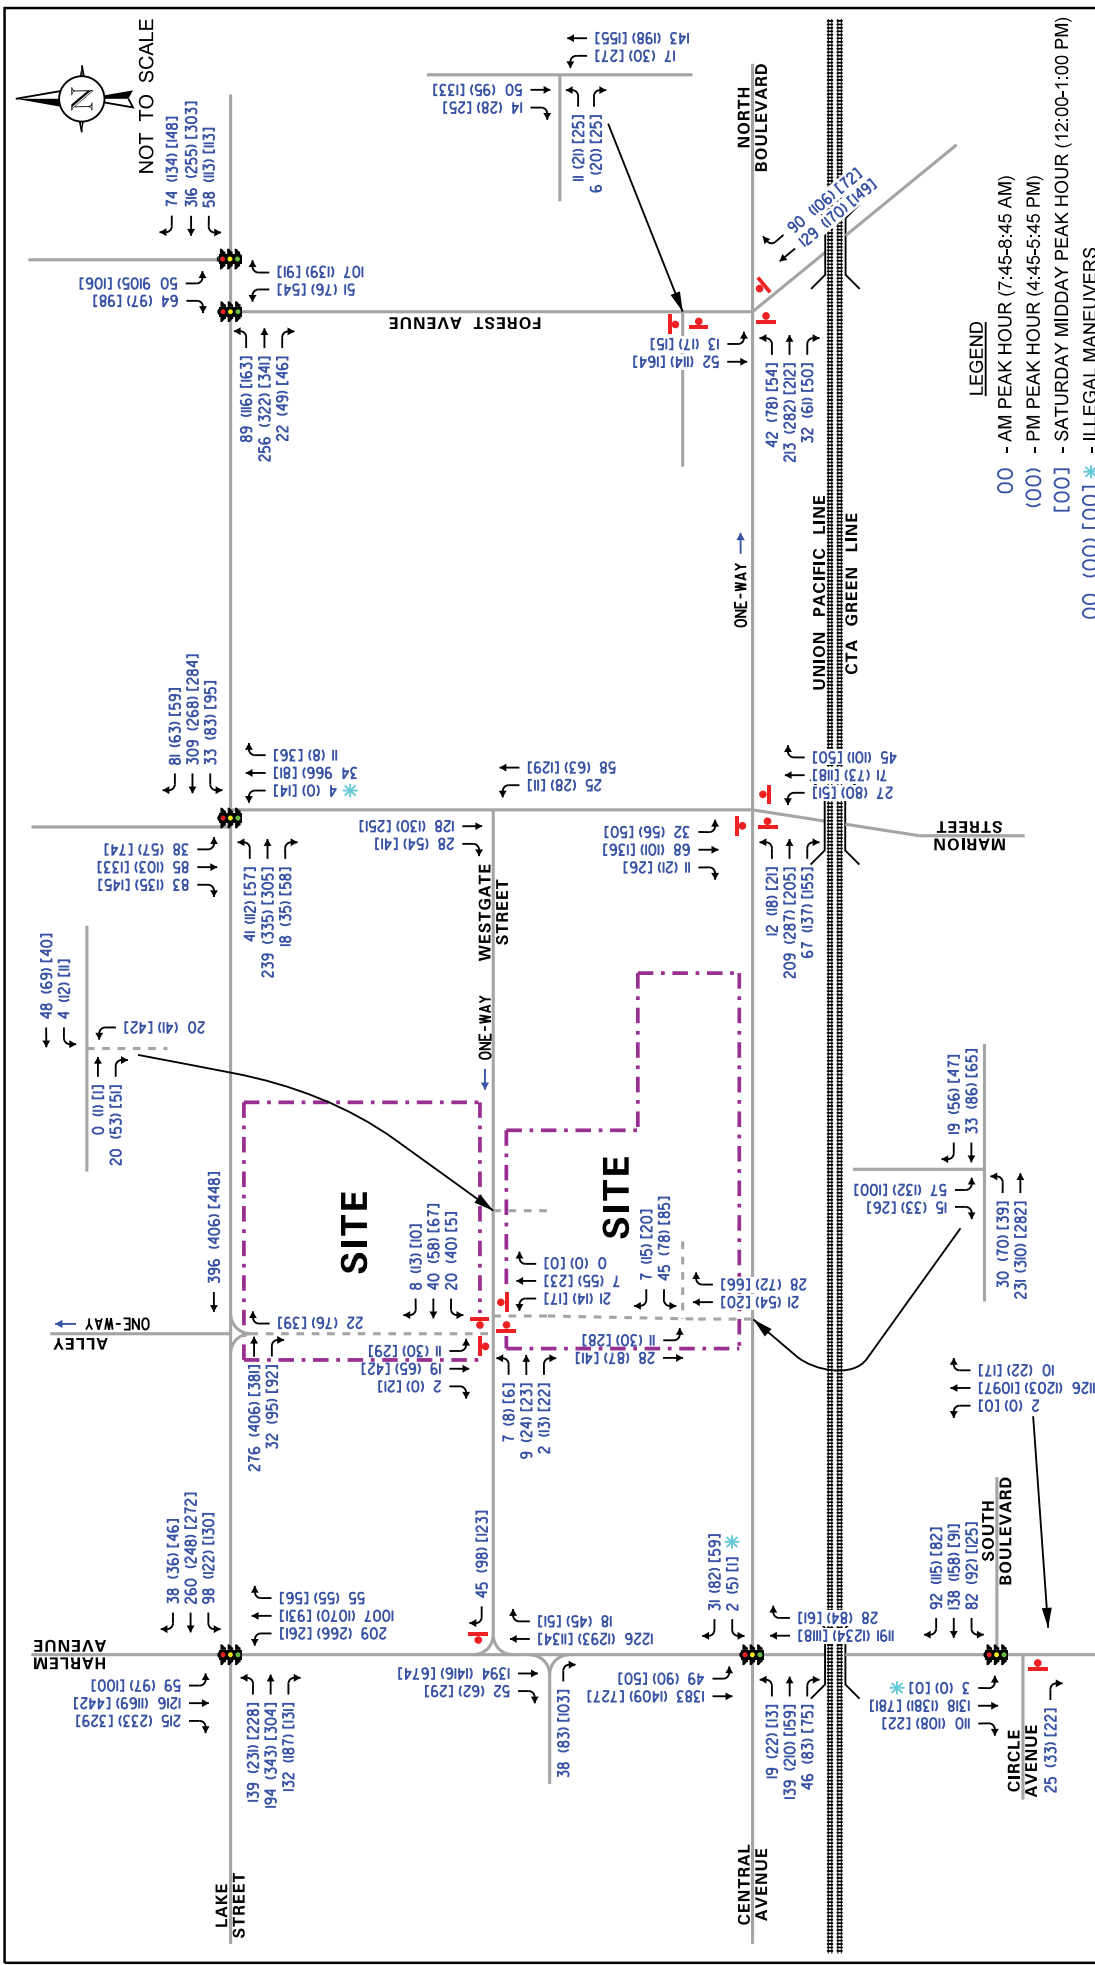 NOT TO SCALE
N
74 (134) [148]
316 (255) [303]
58 (113) [113]
50 9105) [106]
64 (97) [98]
107 (139) [91]
51 (76) [54]
89 (116) [163]
256 (322) [341]
22 (49) [46]
FOREST AVENUE
143 (198) [155]
17 (30) [27]
50 (95) [133]
14 (28) [25]
11 (21) [25]
6 (20) [25]
NORTH
BOULEVARD
90 (106) [72]
129 (170) [149]
13 (17) [15]
52 (114) [164]
42 (78) [54]
213 (282) [212]
32 (61) [50]
LEGEND
00 - AM PEAK HOUR (7:45-8:45 AM)
(00) - PM PEAK HOUR (4:45-5:45 PM)
[00] - SATURDAY MIDDAY PEAK HOUR (12:00-1:00 PM)
00 (00) [00] * - ILLEGAL MANEUVERS
ONE-WAY
UNION PACIFIC LINE
CTA GREEN LINE
81 (63) [59]
309 (268) [284]
33 (83) [95]
11 (8) [36]
34 966) [81]
4 (0) [14] *
38 (57) [74]
85 (103) [133]
83 (135) [145]
41 (112) [57]
239 (335) [305]
18 (35) [58]
58 (63) [129]
25 (28) [11]
128 (130) [251]
28 (54) [41]
WESTGATE
STREET
32 (56) [50]
68 (101) [136]
11 (21) [26]
45 (101) [50]
71 (73) [118]
27 (80) [51]
12 (18) [21]
209 (287) [205]
67 (137) [155]
MARION
STREET
48 (69) [40]
4 (12) [11]
20 (41) [42]
0 (1) [1]
20 (53) [51]
ONE-WAY
396 (406) [448]
SITE
SITE
ALLEY
ONE-WAY
22 (76) [39]
276 (406) [381]
32 (95) [92]
8 (13) [10]
40 (58) [67]
20 (40) [5]
0 (0) [0]
7 (55) [23]
21 (14) [17]
11 (30) [29]
19 (65) [42]
2 (0) [21]
7 (8) [6]
9 (24) [23]
2 (13) [22]
7 (15) [20]
45 (78) [85]
28 (72) [66]
21 (54) [20]
11 (30) [28]
28 (87) [41]
19 (56) [47]
33 (86) [65]
57 (132) [100]
15 (33) [26]
30 (70) [39]
231 (310) [282]
10 (22) [17]
1126 (1203) [1097]
2 (0) [0]
HARLEM
AVENUE
38 (36) [46]
260 (248) [272]
98 (122) [130]
55 (55) [56]
1007 (1070) [931]
209 (266) [261]
59 (97) [100]
1216 (1169) [442]
215 (233) [329]
139 (231) [228]
194 (343) [304]
132 (187) [131]
45 (98) [123]
18 (45) [51]
1226 (1293) [1134]
1394 (1416) [1674]
52 (62) [29]
38 (83) [103]
31 (82) [59]
2 (5) [1] *
28 (84) [61]
1191 (1234) [1118]
49 (90) [50]
1383 (1409) [1727]
19 (22) [13]
139 (210) [159]
46 (83) [75]
SOUTH
BOULEVARD
92 (115) [82]
138 (158) [91]
82 (92) [125]
3 (0) [0] *
1318 (1381) [1781]
110 (108) [122]
CIRCLE
AVENUE
25 (33) [22]
LAKE
STREET
CENTRAL
AVENUE